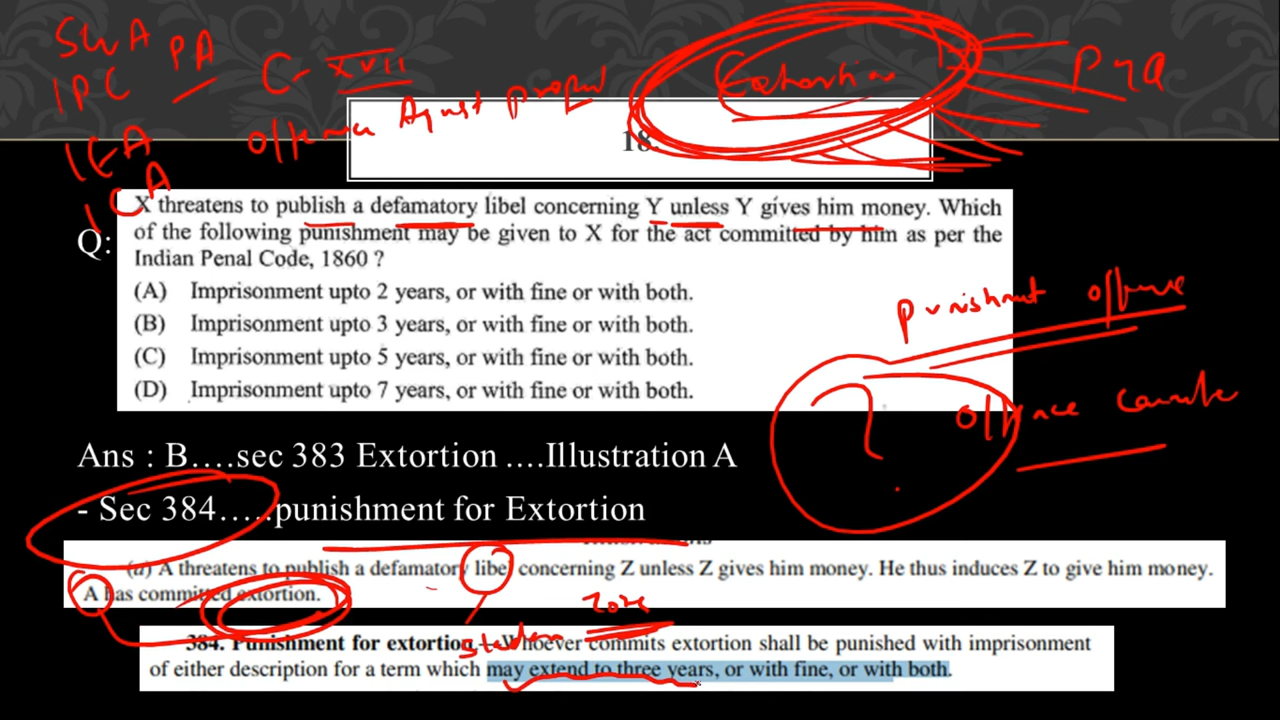 SWA PA
IPC
IEA
ICA
C- XVII
Offence Against
Extortion
18.
X threatens to publish a defamatory libel concerning Y unless Y gives him money. Which
Q: of the following punishment may be given to X for the act committed by him as per the
Indian Penal Code, 1860 ?
(A) Imprisonment upto 2 years, or with fine or with both.
(B) Imprisonment upto 3 years, or with fine or with both.
(C) Imprisonment upto 5 years, or with fine or with both.
(D) Imprisonment upto 7 years, or with fine or with both.
punishment offence
?
offence
Ans : B....sec 383 Extortion ....Illustration A
- Sec 384.....punishment for Extortion
(a) A threatens to publish a defamatory libel concerning Z unless Z gives him money. He thus induces Z to give him money.
A has committed extortion.
384. Punishment for extortion.—Whoever commits extortion shall be punished with imprisonment
of either description for a term which may extend to three years, or with fine, or with both.